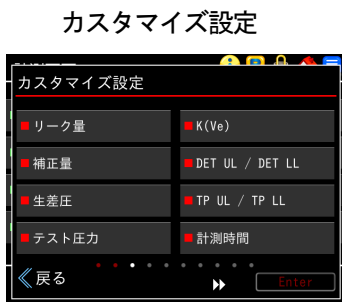 カスタマイズ設定
カスタマイズ設定
リーク量
K(Ve)
補正量
DET UL / DET LL
生差圧
TP UL / TP LL
テスト圧力
計測時間
戻る
Enter